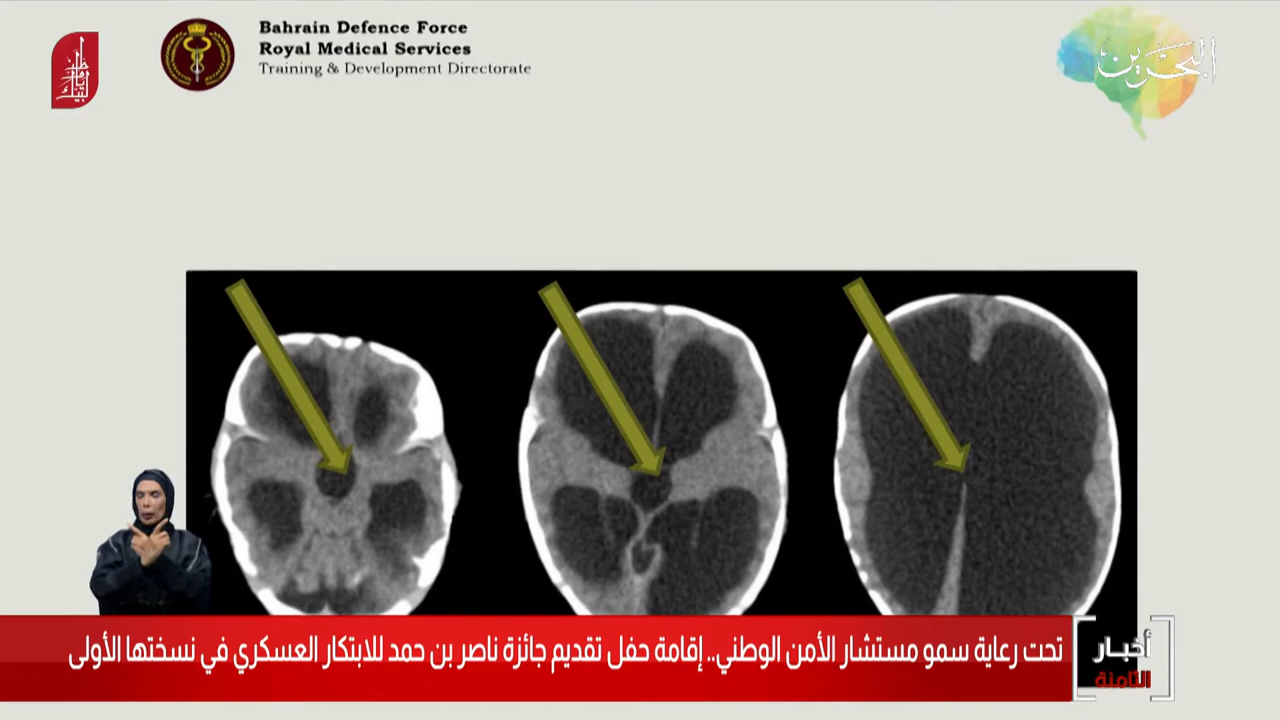 Bahrain Defence Force
Royal Medical Services
Training & Development Directorate
البحرين
تحت رعاية سمو مستشار الأمن الوطني.. إقامة حفل تقديم جائزة ناصر بن حمد للابتكار العسكري في نسختها الأولى
أخبار
الثامنة